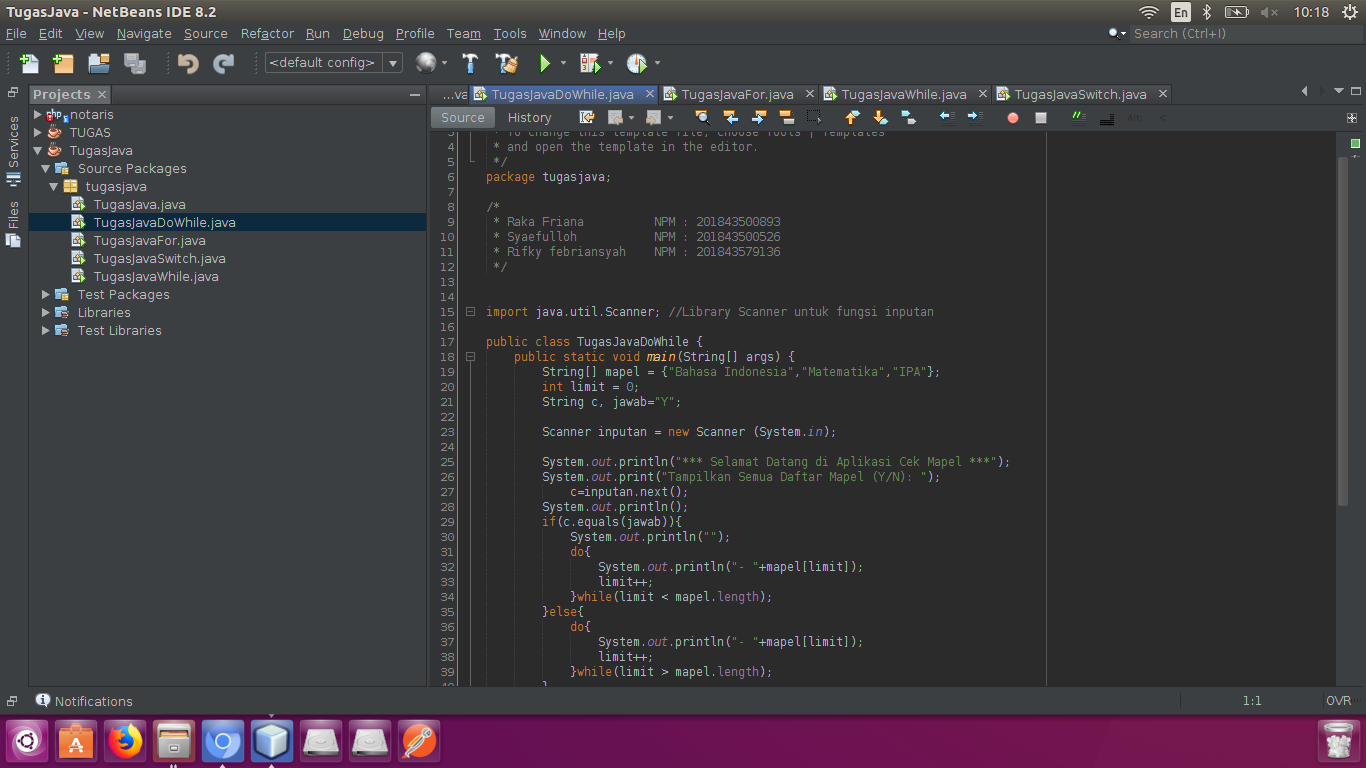 TugasJava - NetBeans IDE 8.2
En
10:18
File Edit View Navigate Source Refactor Run Debug Profile Team Tools Window Help
Search (Ctrl+I)
<default config>
Projects
...va TugasJavaDoWhile.java TugasJavaFor.java TugasJavaWhile.java TugasJavaSwitch.java
Source History
Services
Files
php notaris
TUGAS
TugasJava
Source Packages
tugasjava
TugasJava.java
TugasJavaDoWhile.java
TugasJavaFor.java
TugasJavaSwitch.java
TugasJavaWhile.java
Test Packages
Libraries
Test Libraries
3 * To change this template file, choose Tools | Templates
4 * and open the template in the editor.
5 */
6 package tugasjava;
7
8 /*
9 * Raka Friana NPM : 201843500893
10 * Syaefulloh NPM : 201843500526
11 * Rifky febriansyah NPM : 201843579136
12 */
13
14
15 import java.util.Scanner; //Library Scanner untuk fungsi inputan
16
17 public class TugasJavaDoWhile {
18 public static void main(String[] args) {
19 String[] mapel = {"Bahasa Indonesia","Matematika","IPA"};
20 int limit = 0;
21 String c, jawab="Y";
22
23 Scanner inputan = new Scanner (System.in);
24
25 System.out.println("*** Selamat Datang di Aplikasi Cek Mapel ***");
26 System.out.print("Tampilkan Semua Daftar Mapel (Y/N): ");
27 c=inputan.next();
28 System.out.println();
29 if(c.equals(jawab)){
30 System.out.println("");
31 do{
32 System.out.println("- "+mapel[limit]);
33 limit++;
34 }while(limit < mapel.length);
35 }else{
36 do{
37 System.out.println("- "+mapel[limit]);
38 limit++;
39 }while(limit > mapel.length);
40 }
Notifications
1:1
OVR